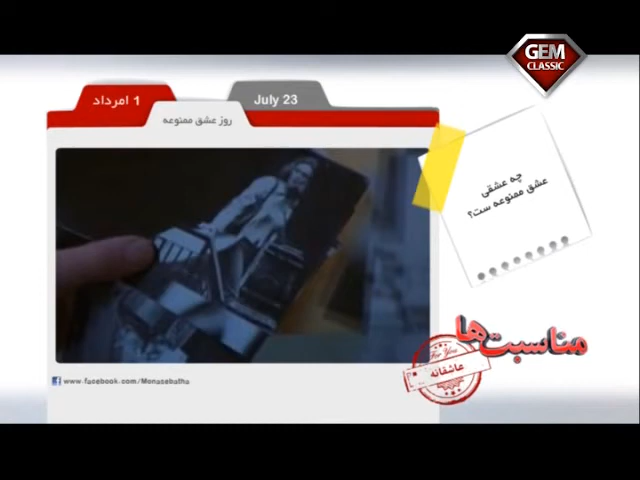 GEM
CLASSIC
1 امرداد
July 23
روز عشق ممنوعه
چه عشقی
عشق ممنوعه ست؟
مناسبت‌ها
For You
عاشقانه
www.facebook.com/Monasebatha